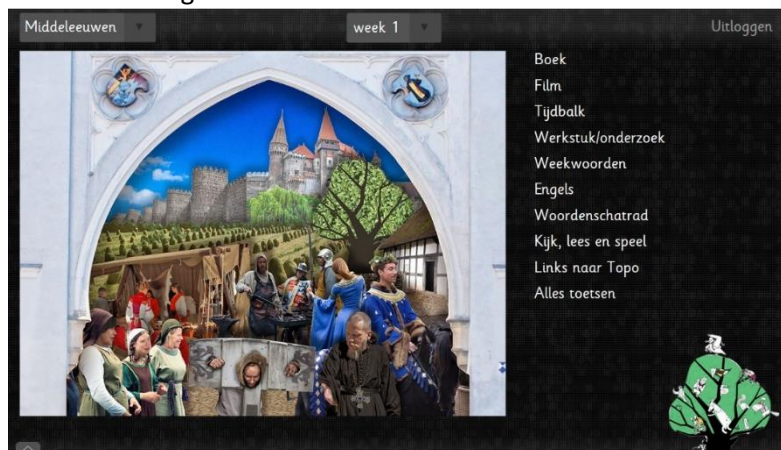 Middeleeuwen
week 1
Uitloggen
Boek
Film
Tijdbalk
Werkstuk/onderzoek
Weekwoorden
Engels
Woordenschatrad
Kijk, lees en speel
Links naar Topo
Alles toetsen